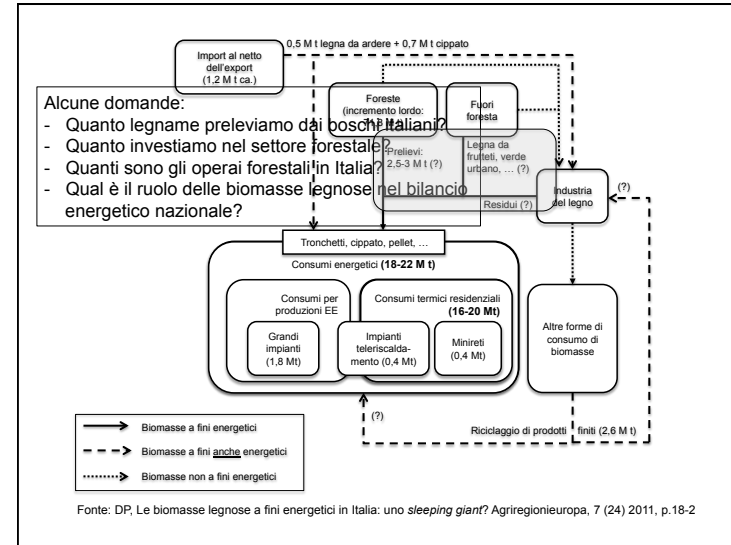 0,5 M t legna da ardere + 0,7 M t cippato
Import al netto
dell'export
(1,2 M t ca.)
Foreste
(incremento lordo:
Fuori
foresta
Alcune domande:
- Quanto legname preleviamo dai boschi italiani?
- Quanto investiamo nel settore forestale?
- Quanti sono gli operai forestali in Italia?
- Qual è il ruolo delle biomasse legnose nel bilancio
energetico nazionale?
Prelievi:
2,5-3 M t (?)
Legna da
frutteti, verde
urbano, ... (?)
Residui (?)
Industria
del legno
(?)
Tronchetti, cippato, pellet, ...
Consumi energetici (18-22 M t)
Consumi per
produzioni EE
Consumi termici residenziali
(16-20 Mt)
Grandi
impianti
(1,8 Mt)
Impianti
teleriscalda-
mento (0,4 Mt)
Minireti
(0,4 Mt)
Altre forme di
consumo di
biomasse
(?)
Riciclaggio di prodotti finiti (2,6 M t)
Biomasse a fini energetici
Biomasse a fini anche energetici
Biomasse non a fini energetici
Fonte: DP, Le biomasse legnose a fini energetici in Italia: uno sleeping giant? Agriregionieuropa, 7 (24) 2011, p.18-2